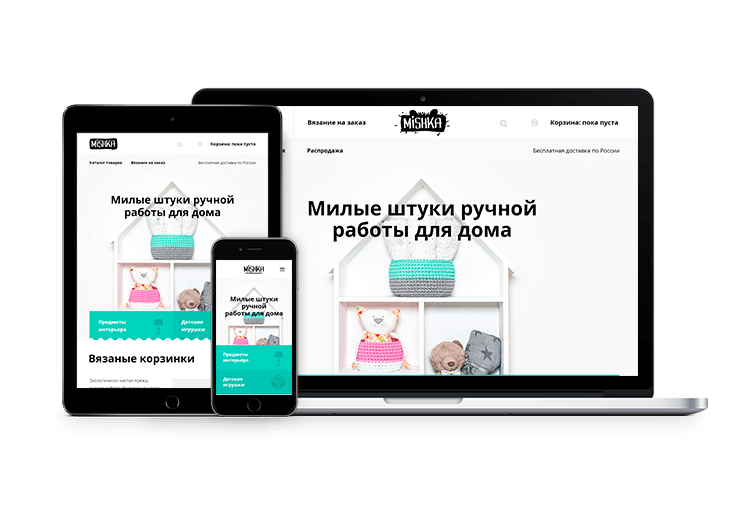 MiSHKA
Корзина: пока пуста
Каталог товаров
Вязание на заказ
Бесплатная доставка по России
Милые штуки ручной
работы для дома
Предметы
интерьера
Детские
игрушки
Вязаные корзинки
Экологически чистая пряжа,
MiSHKA
Милые штуки
ручной
работы для дома
Предметы
интерьера
Детские
игрушки
Вязание на заказ
MiSHKA
Корзина: пока пуста
Распродажа
Бесплатная доставка по России
Милые штуки ручной
работы для дома